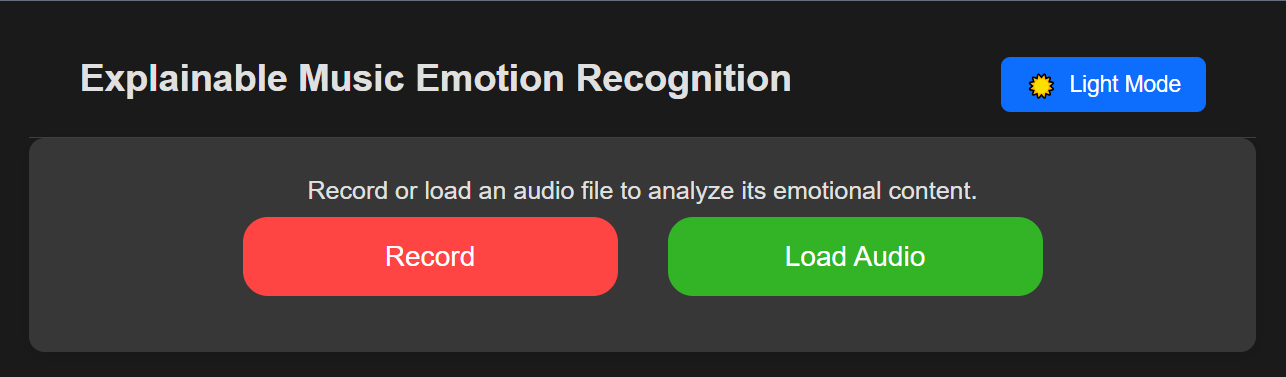 Explainable Music Emotion Recognition
Light Mode
Record or load an audio file to analyze its emotional content.
Record
Load Audio